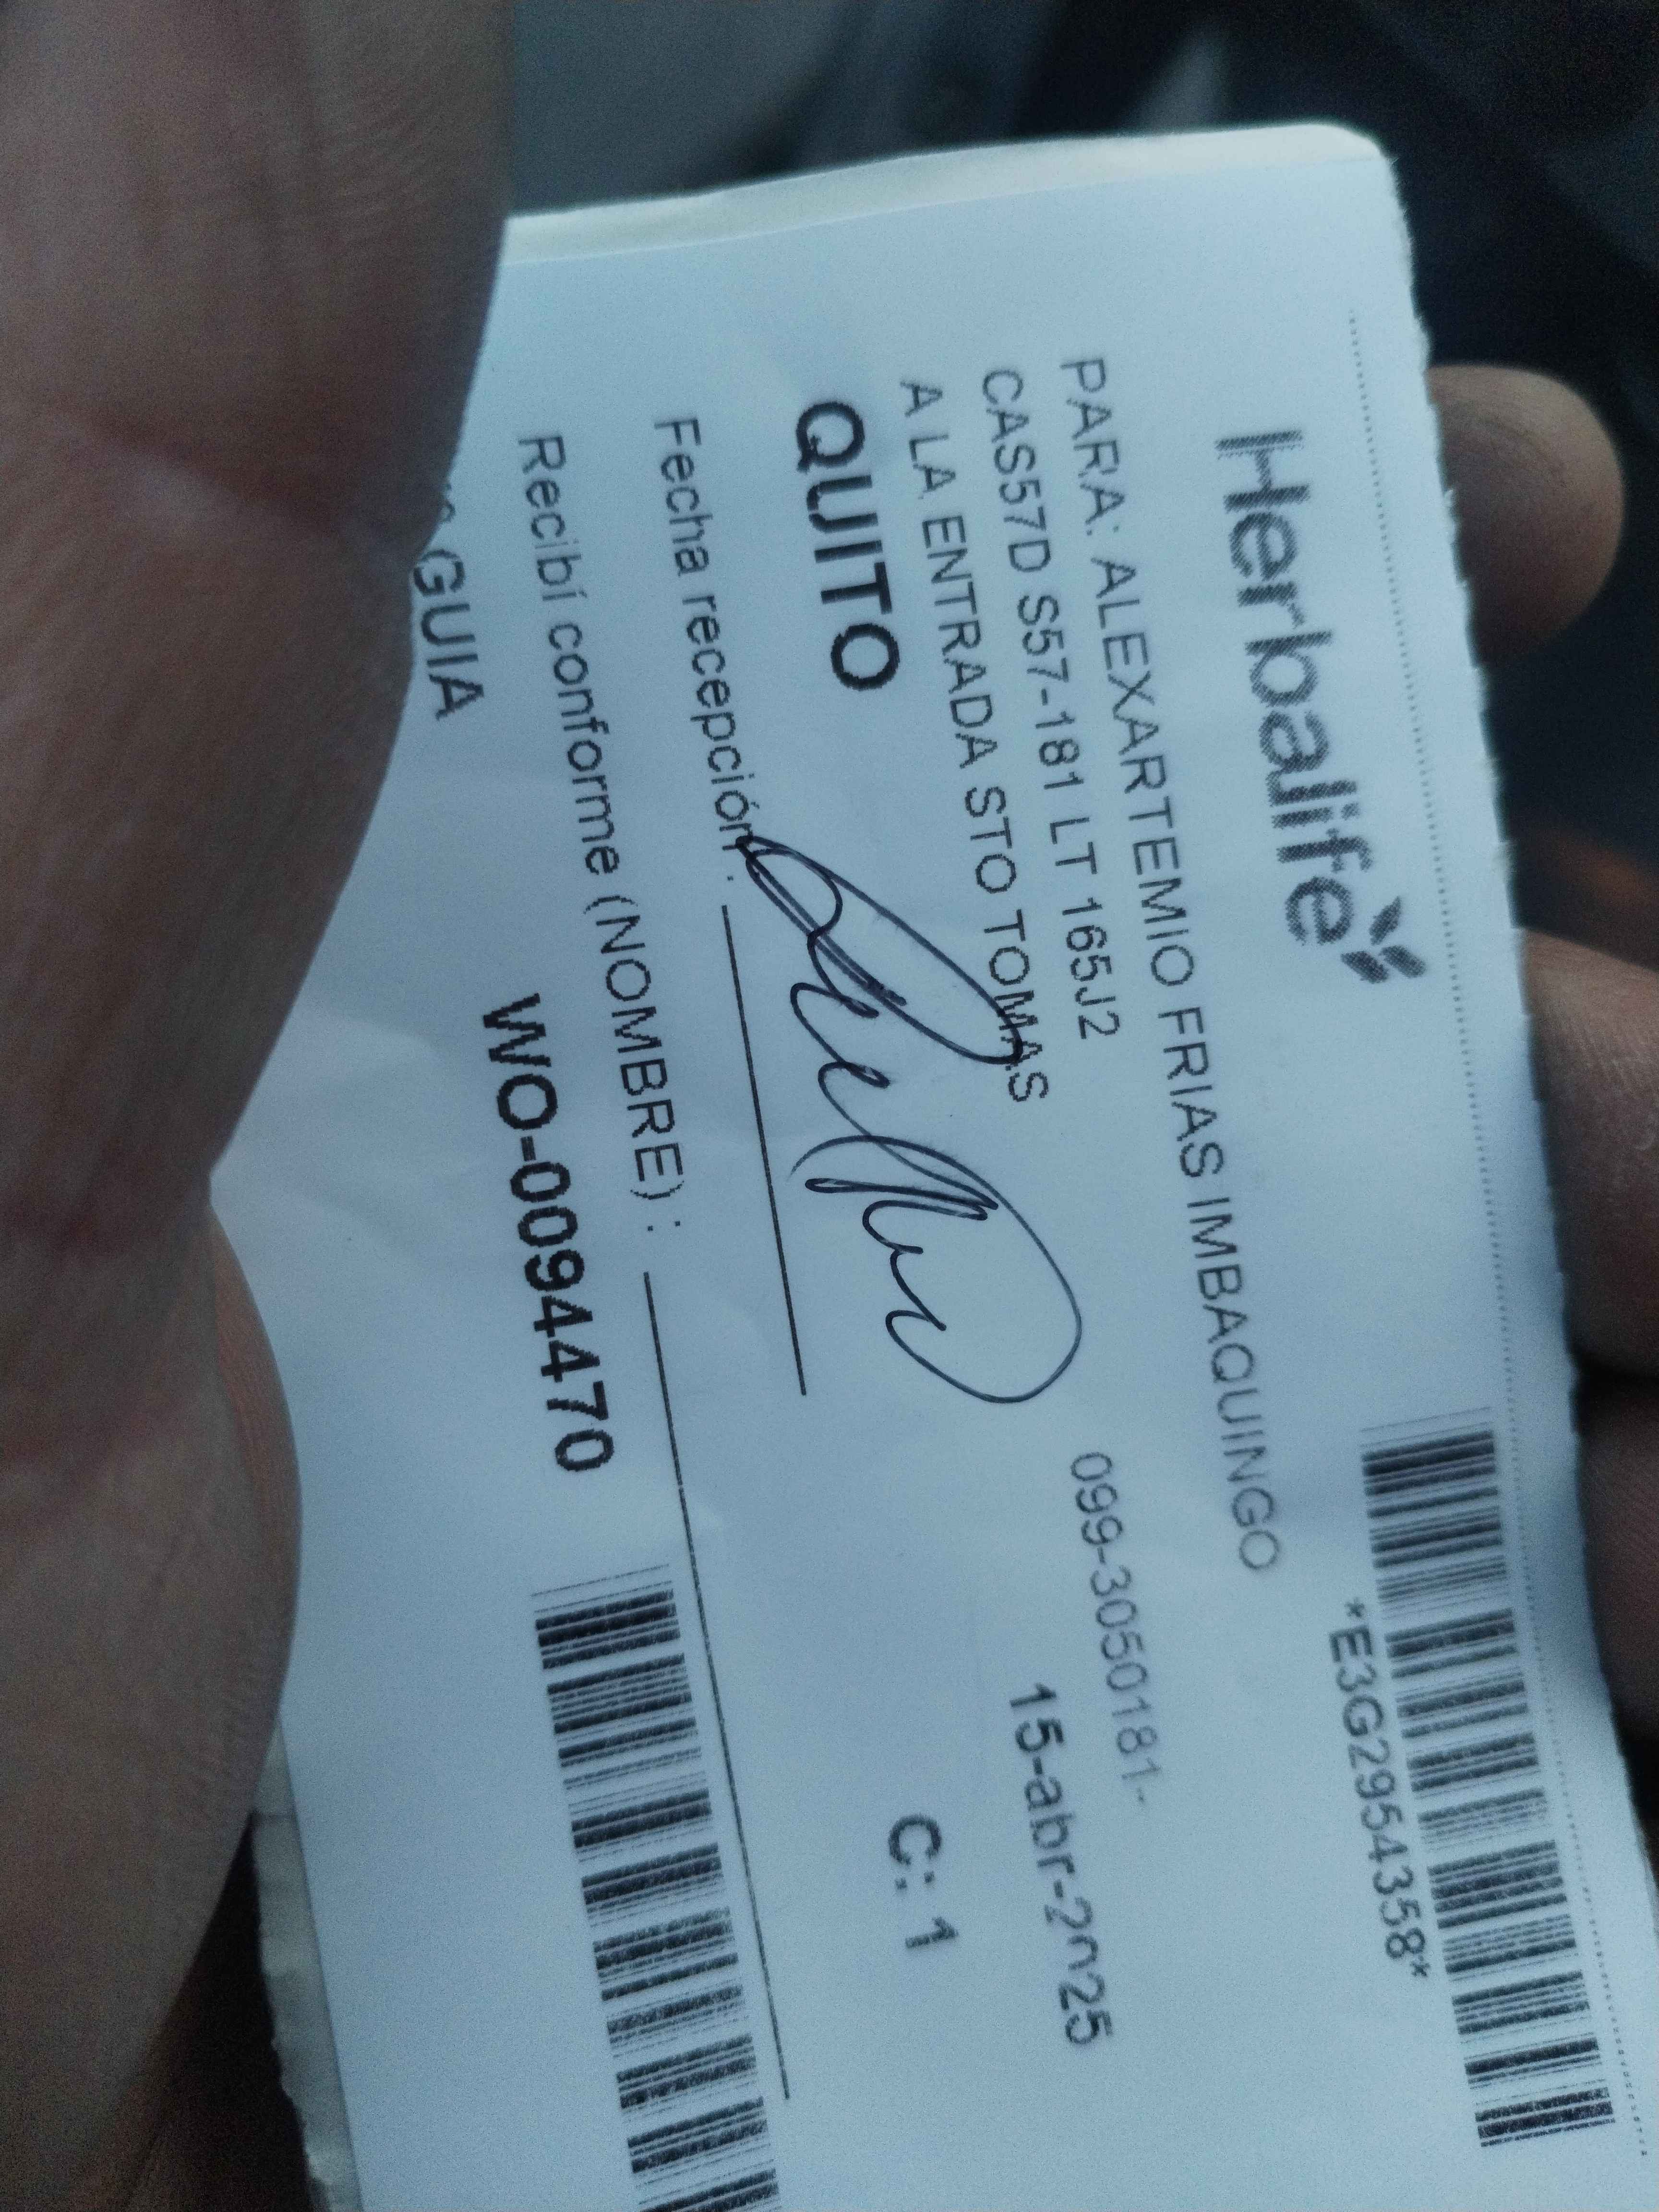 Herbalife
*E3G2954358*
PARA: ALEXARTEMIO FRIAS IMBAQUINGO
CAS57D S57-181 LT 165J2
099-3050181-
A LA ENTRADA STO TOMAS
15-abr-2025
QUITO
C: 1
Fecha recepción :
Recibí conforme (NOMBRE) :
GUIA
WO-0094470